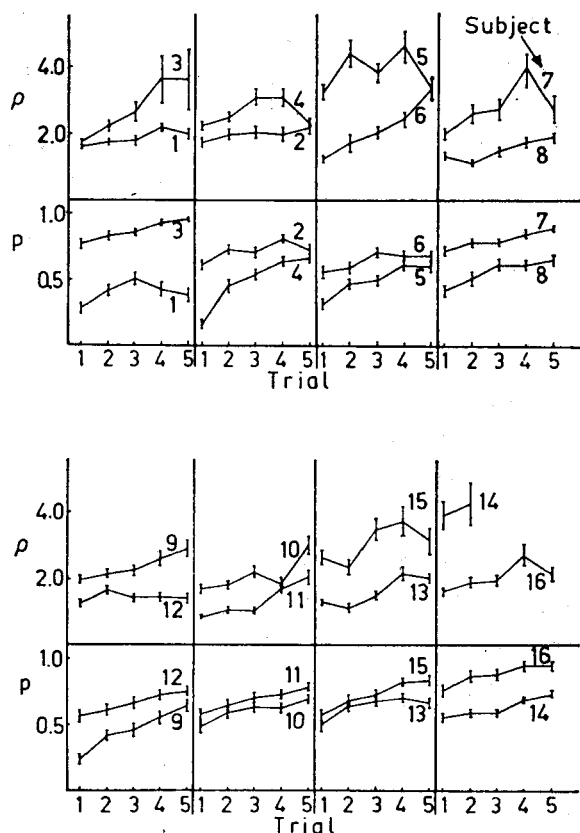 Subject
4.0 3 4 5 7
ρ 2.0 1 2 6 8
1.0 3 2 6 7
p 0.5 1 4 5 8
1 2 3 4 5 1 2 3 4 5 1 2 3 4 5 1 2 3 4 5
Trial
4.0 9 10 15 14
ρ 2.0 12 11 13 16
1.0 12 11 15 16
p 0.5 9 10 13 14
1 2 3 4 5 1 2 3 4 5 1 2 3 4 5 1 2 3 4 5
Trial